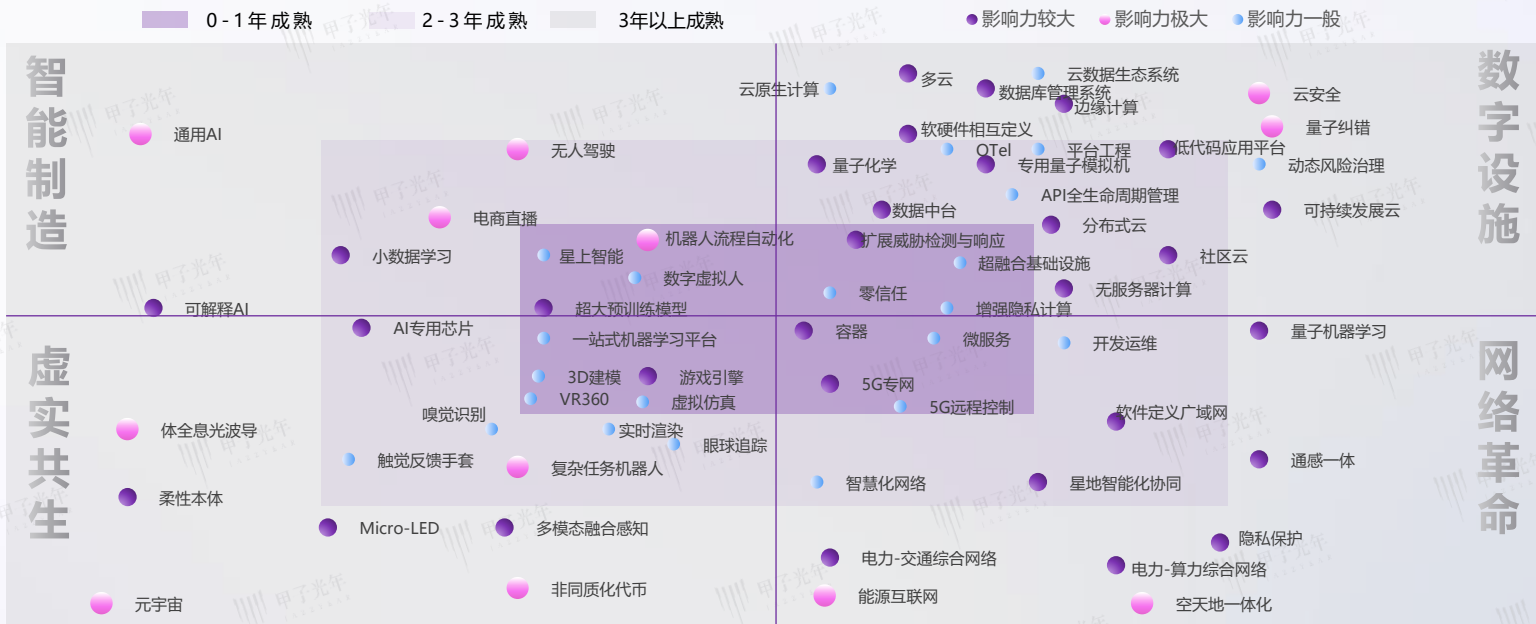 0-1年成熟
2-3年成熟
3年以上成熟
影响力较大
影响力极大
影响力一般
智能制造
数字设施
云原生计算
多云
云数据生态系统
数据库管理系统
边缘计算
云安全
通用AI
无人驾驶
软硬件相互定义
量子纠错
OTel
平台工程
低代码应用平台
量子化学
专用量子模拟机
动态风险治理
API全生命周期管理
电商直播
数据中台
分布式云
可持续发展云
机器人流程自动化
扩展威胁检测与响应
小数据学习
星上智能
超融合基础设施
社区云
数字虚拟人
零信任
无服务器计算
可解释AI
超大预训练模型
增强隐私计算
虚实共生
网络革命
AI专用芯片
一站式机器学习平台
容器
微服务
开发运维
量子机器学习
3D建模
游戏引擎
5G专网
VR360
虚拟仿真
5G远程控制
嗅觉识别
软件定义广域网
体全息光波导
实时渲染
眼球追踪
触觉反馈手套
复杂任务机器人
通感一体
智慧化网络
星地智能化协同
柔性本体
Micro-LED
多模态融合感知
隐私保护
电力-交通综合网络
电力-算力综合网络
非同质化代币
能源互联网
元宇宙
空天地一体化
甲子光年